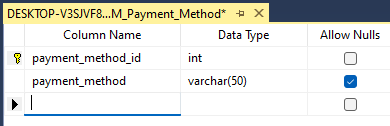 DESKTOP-V3SJVF8...M_Payment_Method*
Column Name Data Type Allow Nulls
payment_method_id int
payment_method varchar(50)